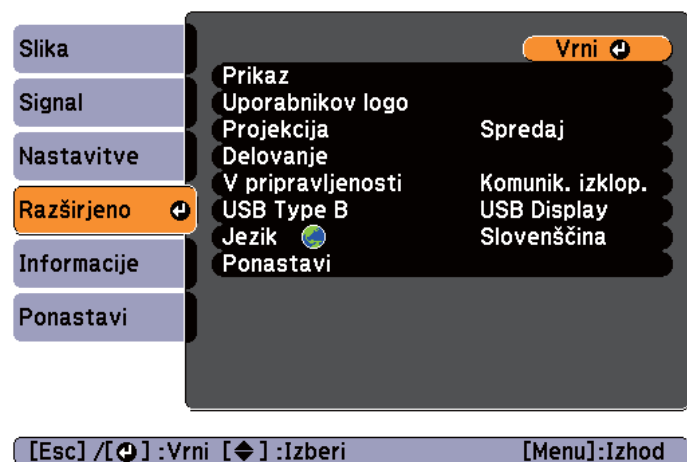 Slika
Signal
Nastavitve
Razširjeno
Informacije
Ponastavi
Vrni
Prikaz
Uporabnikov logo
Projekcija Spredaj
Delovanje
V pripravljenosti Komunik. izklop.
USB Type B USB Display
Jezik Slovenščina
Ponastavi
[Esc] /[ ] :Vrni [ ] :Izberi [Menu]:Izhod